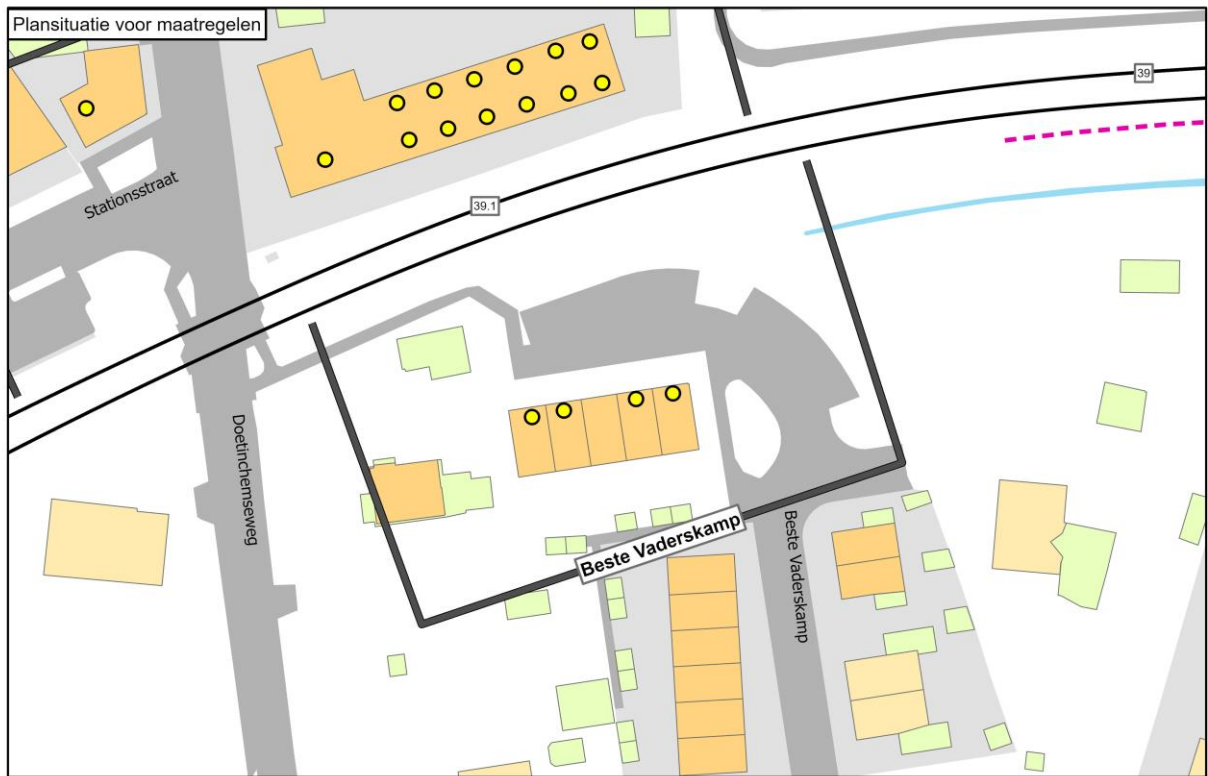 Plansituatie voor maatregelen
39
Stationsstraat
39.1
Doetinchemseweg
Beste Vaderskamp
Beste Vaderskamp